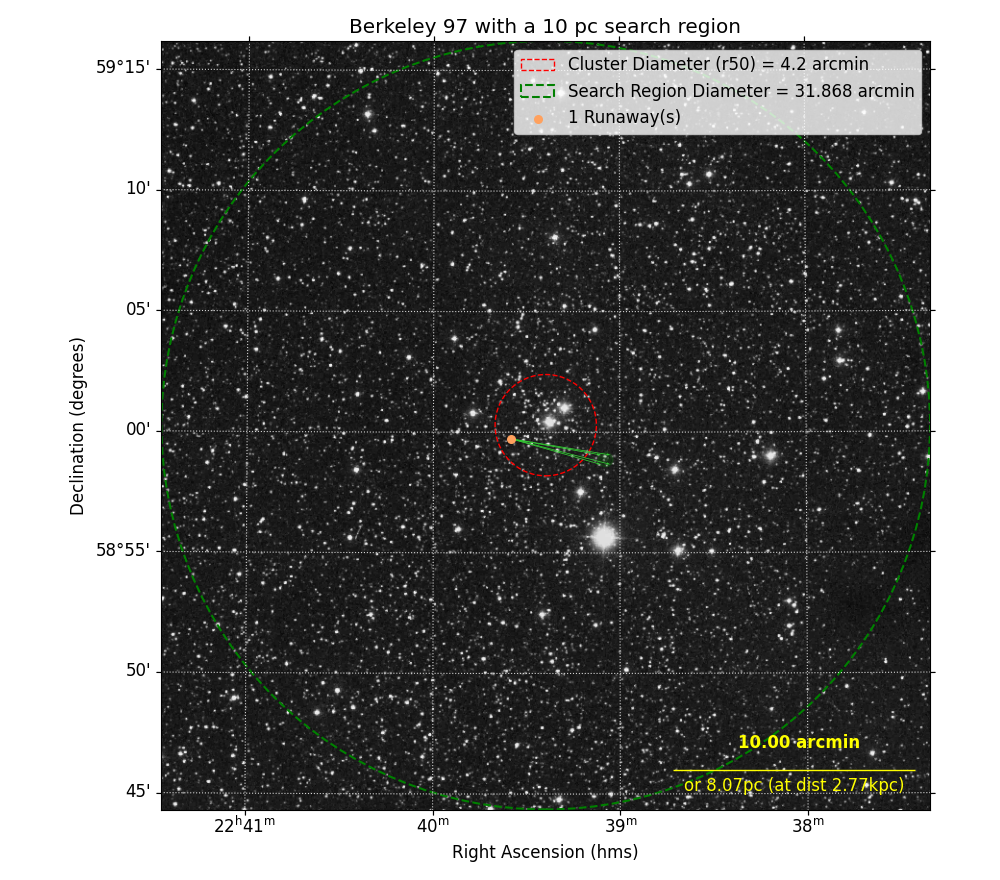 Berkeley 97 with a 10 pc search region
Cluster Diameter (r50) = 4.2 arcmin
Search Region Diameter = 31.868 arcmin
1 Runaway(s)
59°15'
10'
05'
00'
58°55'
50'
45'
Declination (degrees)
10.00 arcmin
or 8.07pc (at dist 2.77kpc)
22ʰ41ᵐ 40ᵐ 39ᵐ 38ᵐ
Right Ascension (hms)